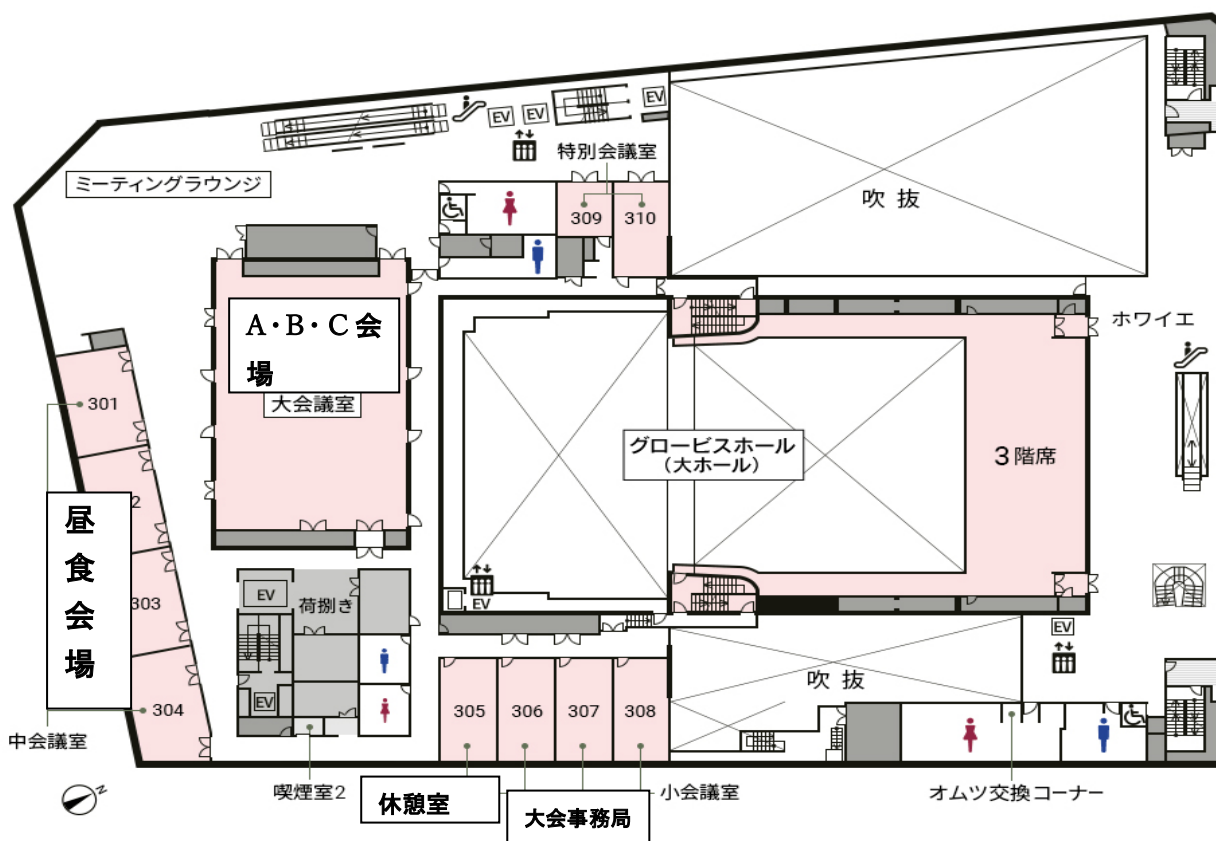 EV
EV
EV
特別会議室
ミーティングラウンジ
309
310
吹 抜
A・B・C 会
場
大会議室
ホワイエ
301
グロービスホール
(大ホール)
3階席
2
昼
食
会
場
303
304
中会議室
EV
荷捌き
EV
EV
EV
吹 抜
305
306
307
308
喫煙室2
休憩室
大会事務局
小会議室
オムツ交換コーナー
N